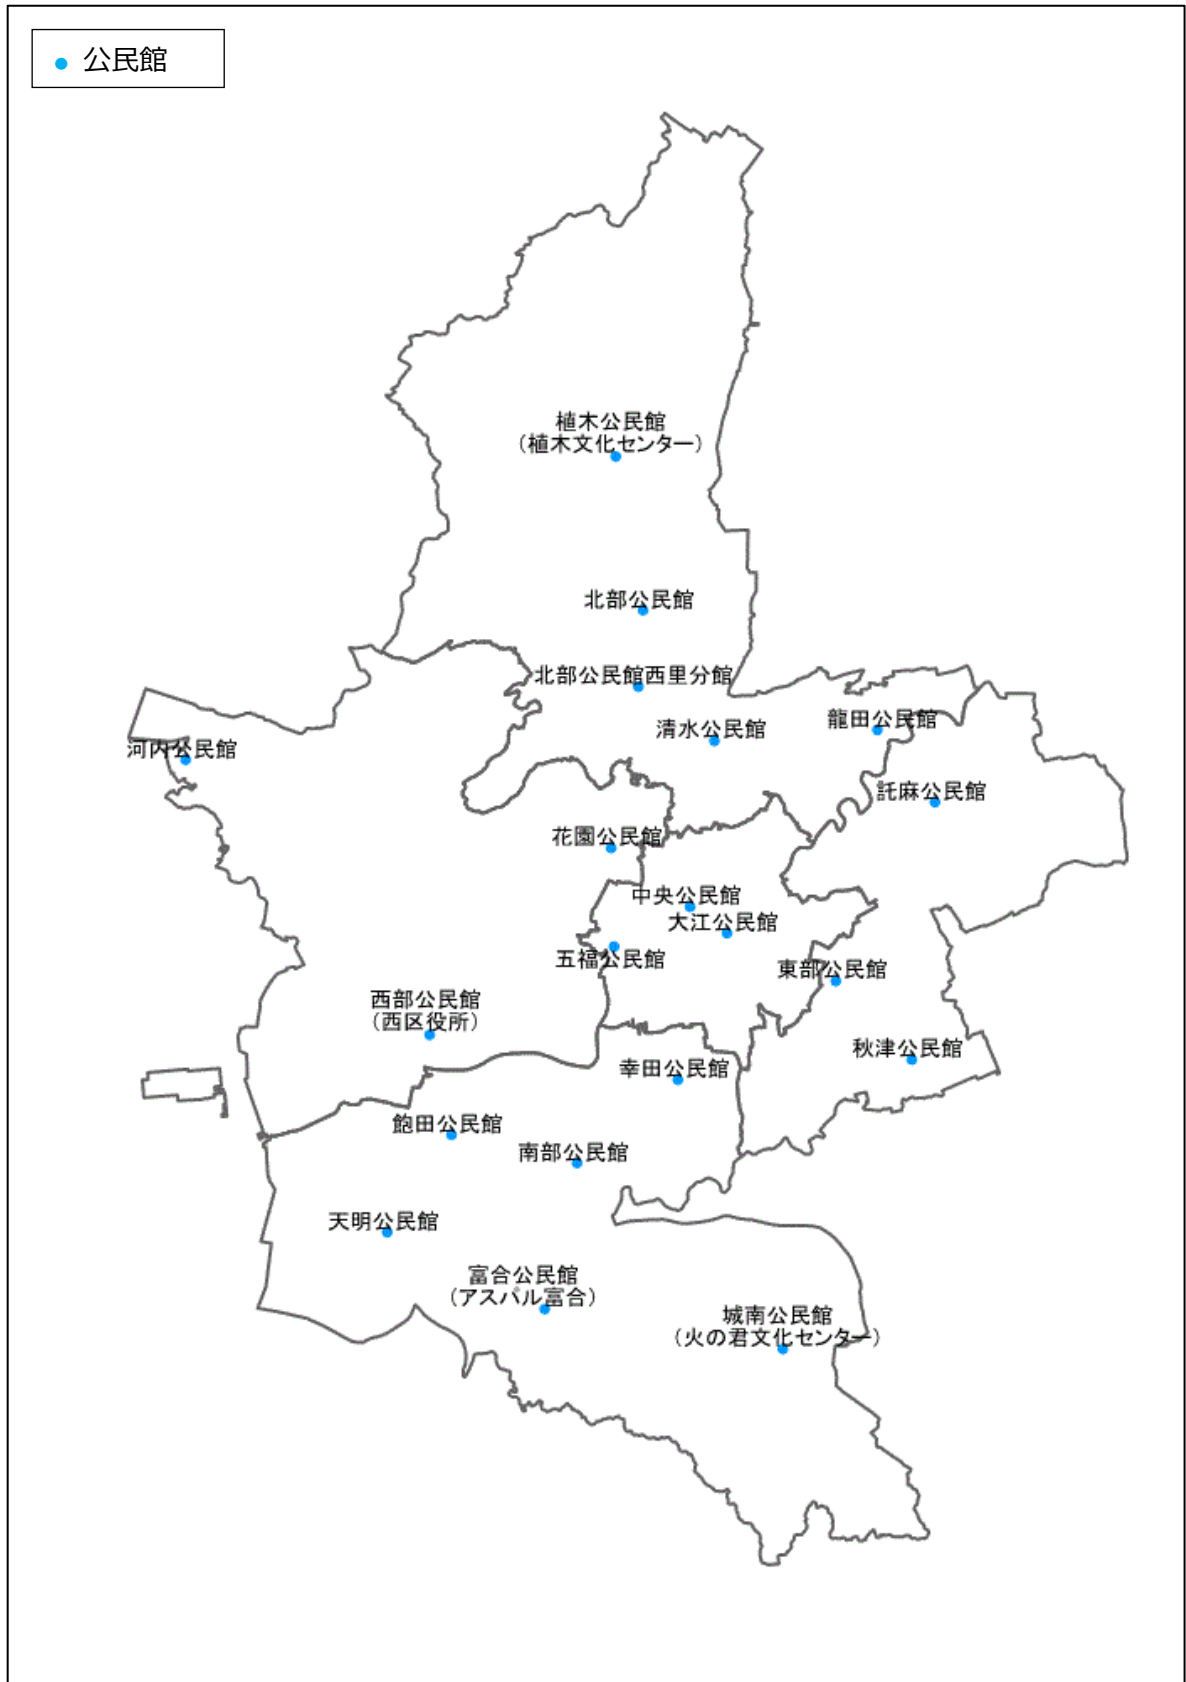 公民館
植木公民館
（植木文化センター）
北部公民館
北部公民館西里分館
清水公民館
龍田公民館
河内公民館
託麻公民館
花園公民館
中央公民館
大江公民館
五福公民館
東部公民館
西部公民館
（西区役所）
秋津公民館
幸田公民館
飽田公民館
南部公民館
天明公民館
富合公民館
（アスパル富合）
城南公民館
（火の君文化センター）